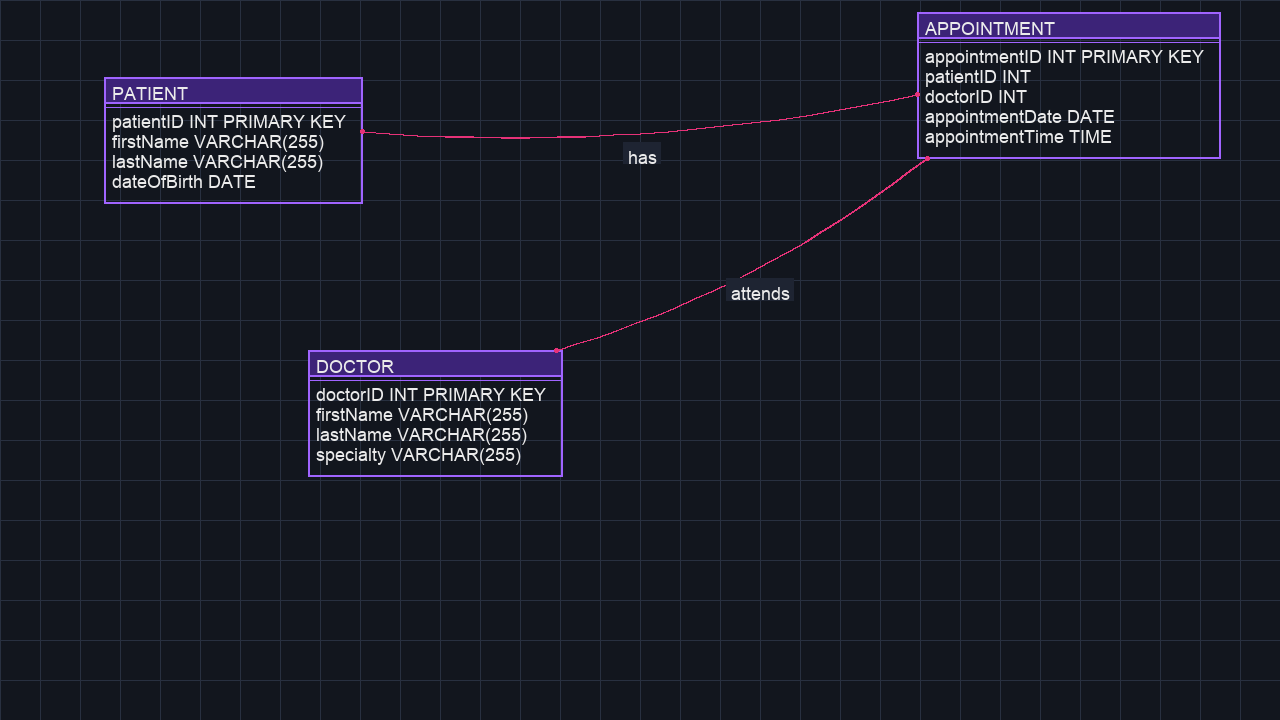 PATIENT
patientID INT PRIMARY KEY
firstName VARCHAR(255)
lastName VARCHAR(255)
dateOfBirth DATE
has
APPOINTMENT
appointmentID INT PRIMARY KEY
patientID INT
doctorID INT
appointmentDate DATE
appointmentTime TIME
attends
DOCTOR
doctorID INT PRIMARY KEY
firstName VARCHAR(255)
lastName VARCHAR(255)
specialty VARCHAR(255)